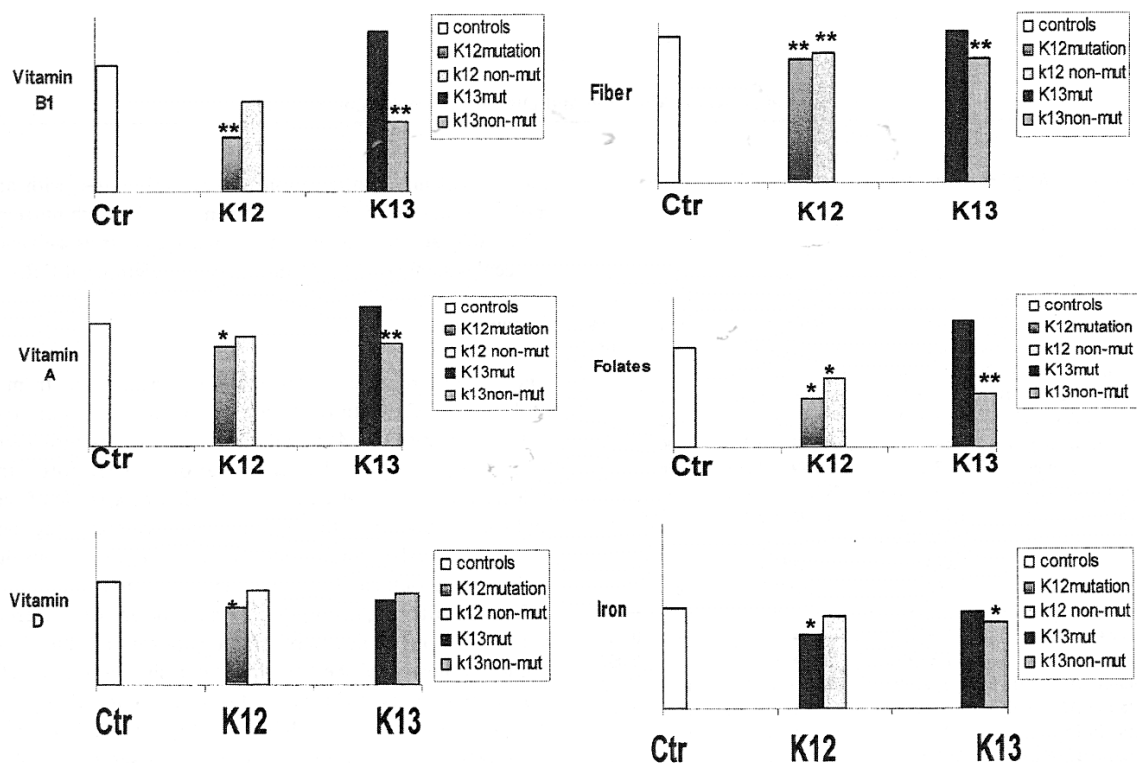 Vitamin
B1
**
**
controls
K12mutation
k12 non-mut
K13mut
k13non-mut
Ctr
K12
K13
Fiber
**
**
**
controls
K12mutation
k12 non-mut
K13mut
k13non-mut
Ctr
K12
K13
Vitamin
A
*
**
controls
K12mutation
k12 non-mut
K13mut
k13non-mut
Ctr
K12
K13
Folates
*
*
**
controls
K12mutation
k12 non-mut
K13mut
k13non-mut
Ctr
K12
K13
Vitamin
D
*
controls
K12mutation
k12 non-mut
K13mut
k13non-mut
Ctr
K12
K13
Iron
*
*
controls
K12mutation
k12 non-mut
K13mut
k13non-mut
Ctr
K12
K13